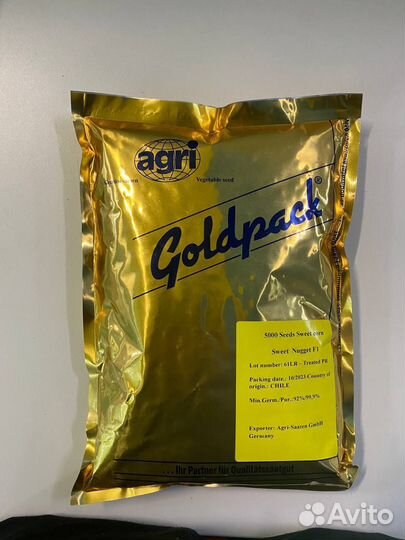 agri
Vegetable seed
Goldpack®
5000 Seeds Sweet corn
Sweet Nugget F1
Lot number: 61LR - Treated PR
Packing date.: 10/2023 Country of
origin.: CHILE
Min.Germ./Pur.:92%/99,9%
Exporter: Agri-Saaten GmbH
Germany
... Ihr Partner für Qualitätssaatgut
Avito